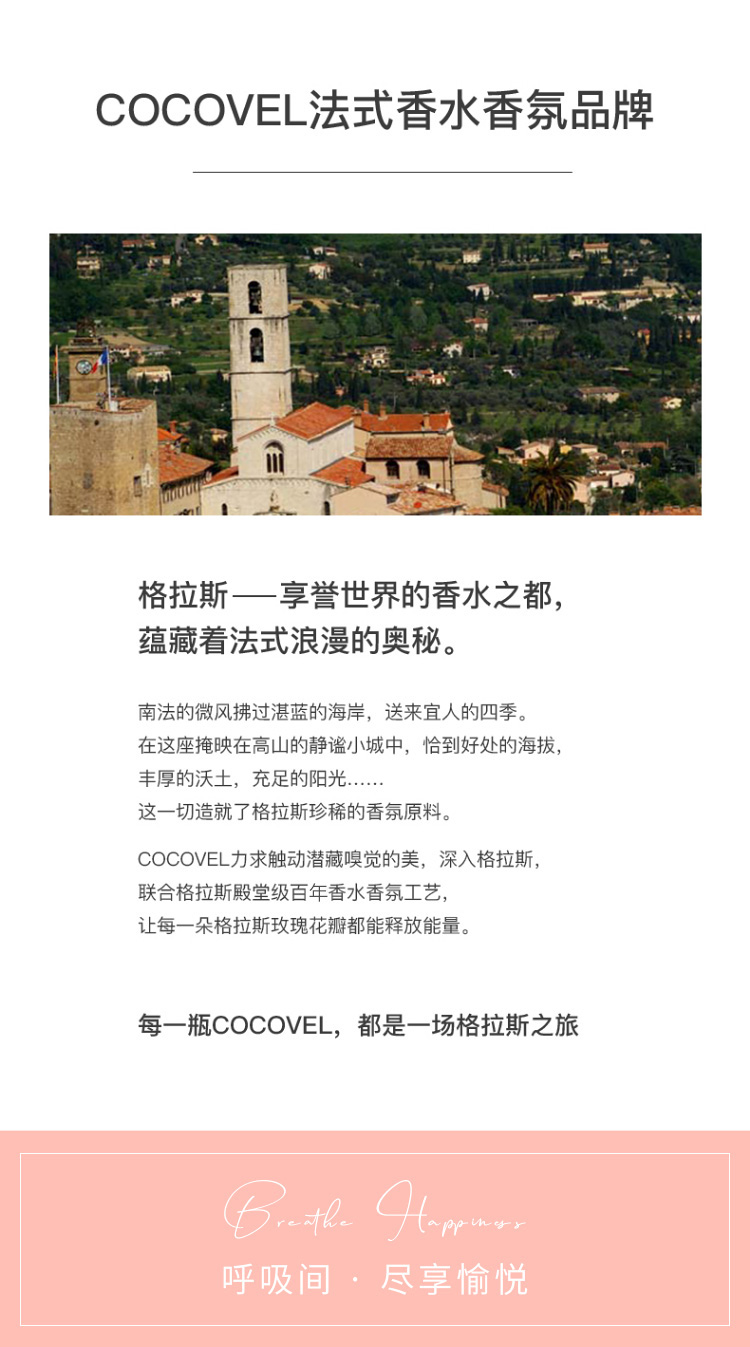 COCOVEL法式香水香氛品牌
格拉斯——享誉世界的香水之都，
蕴藏着法式浪漫的奥秘。
南法的微风拂过湛蓝的海岸，送来宜人的四季。
在这座掩映在高山的静谧小城中，恰到好处的海拔，
丰厚的沃土，充足的阳光……
这一切造就了格拉斯珍稀的香氛原料。
COCOVEL力求触动潜藏嗅觉的美，深入格拉斯，
联合格拉斯殿堂级百年香水香氛工艺，
让每一朵格拉斯玫瑰花瓣都能释放能量。
每一瓶COCOVEL，都是一场格拉斯之旅
Breathe Happiness
呼吸间 · 尽享愉悦